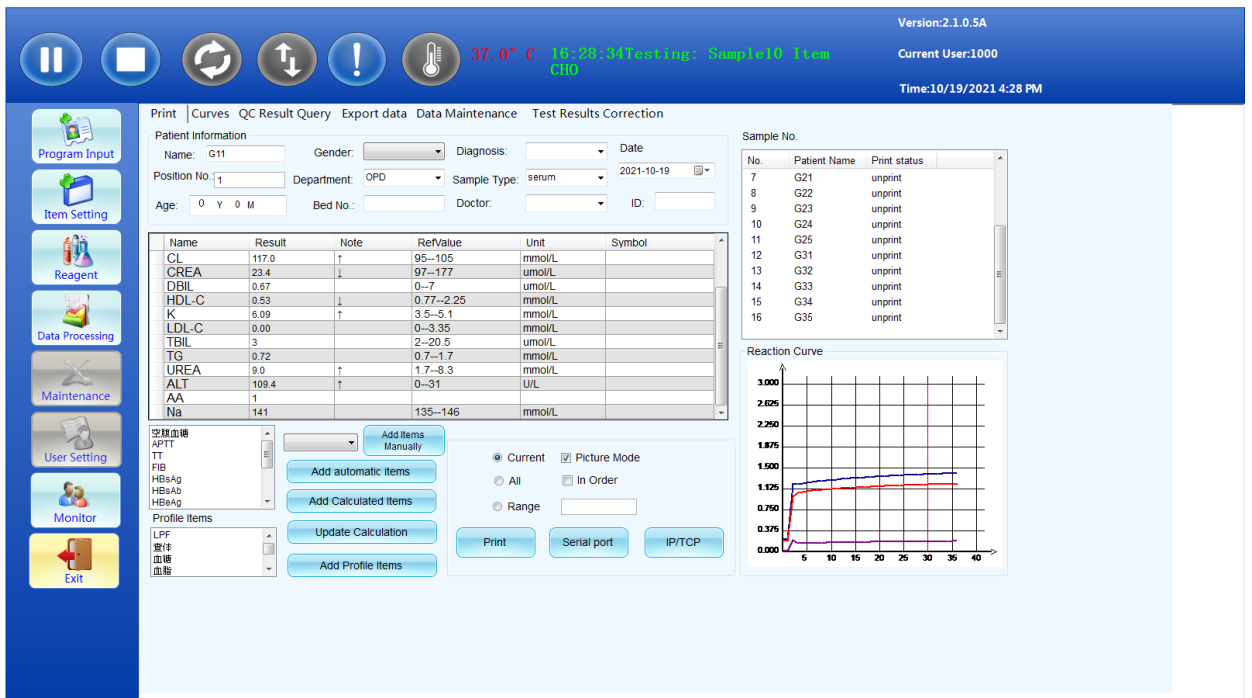 Version:2.1.0.5A
37.0° C 16:28:34Testing: Sample10 Item CHO
Current User:1000
Time:10/19/2021 4:28 PM
Program Input
Item Setting
Reagent
Data Processing
Maintenance
User Setting
Monitor
Exit
Print Curves QC Result Query Export data Data Maintenance Test Results Correction
Patient Information
Name: G11 Gender: Diagnosis: Date
Position No.: 1 Department: OPD Sample Type: serum 2021-10-19
Age: 0 Y 0 M Bed No.: Doctor: ID:
Name Result Note RefValue Unit Symbol
CL 117.0 ↑ 95--105 mmol/L
CREA 23.4 ↓ 97--177 umol/L
DBIL 0.67 0--7 umol/L
HDL-C 0.53 ↓ 0.77--2.25 mmol/L
K 6.09 ↑ 3.5--5.1 mmol/L
LDL-C 0.00 0--3.35 mmol/L
TBIL 3 2--20.5 umol/L
TG 0.72 0.7--1.7 mmol/L
UREA 9.0 ↑ 1.7--8.3 mmol/L
ALT 109.4 ↑ 0--31 U/L
AA 1
Na 141 135--146 mmol/L
空腹血糖
APTT
TT
FIB
HBsAg
HBsAb
HBeAg
Profile Items
LPF
查体
血糖
血脂
Add Items Manually
Add automatic items
Add Calculated Items
Update Calculation
Add Profile Items
Current Picture Mode
All In Order
Range
Print Serial port IP/TCP
Sample No.
No. Patient Name Print status
7 G21 unprint
8 G22 unprint
9 G23 unprint
10 G24 unprint
11 G25 unprint
12 G31 unprint
13 G32 unprint
14 G33 unprint
15 G34 unprint
16 G35 unprint
Reaction Curve
3.000
2.625
2.250
1.875
1.500
1.125
0.750
0.375
0.000
5 10 15 20 25 30 35 40